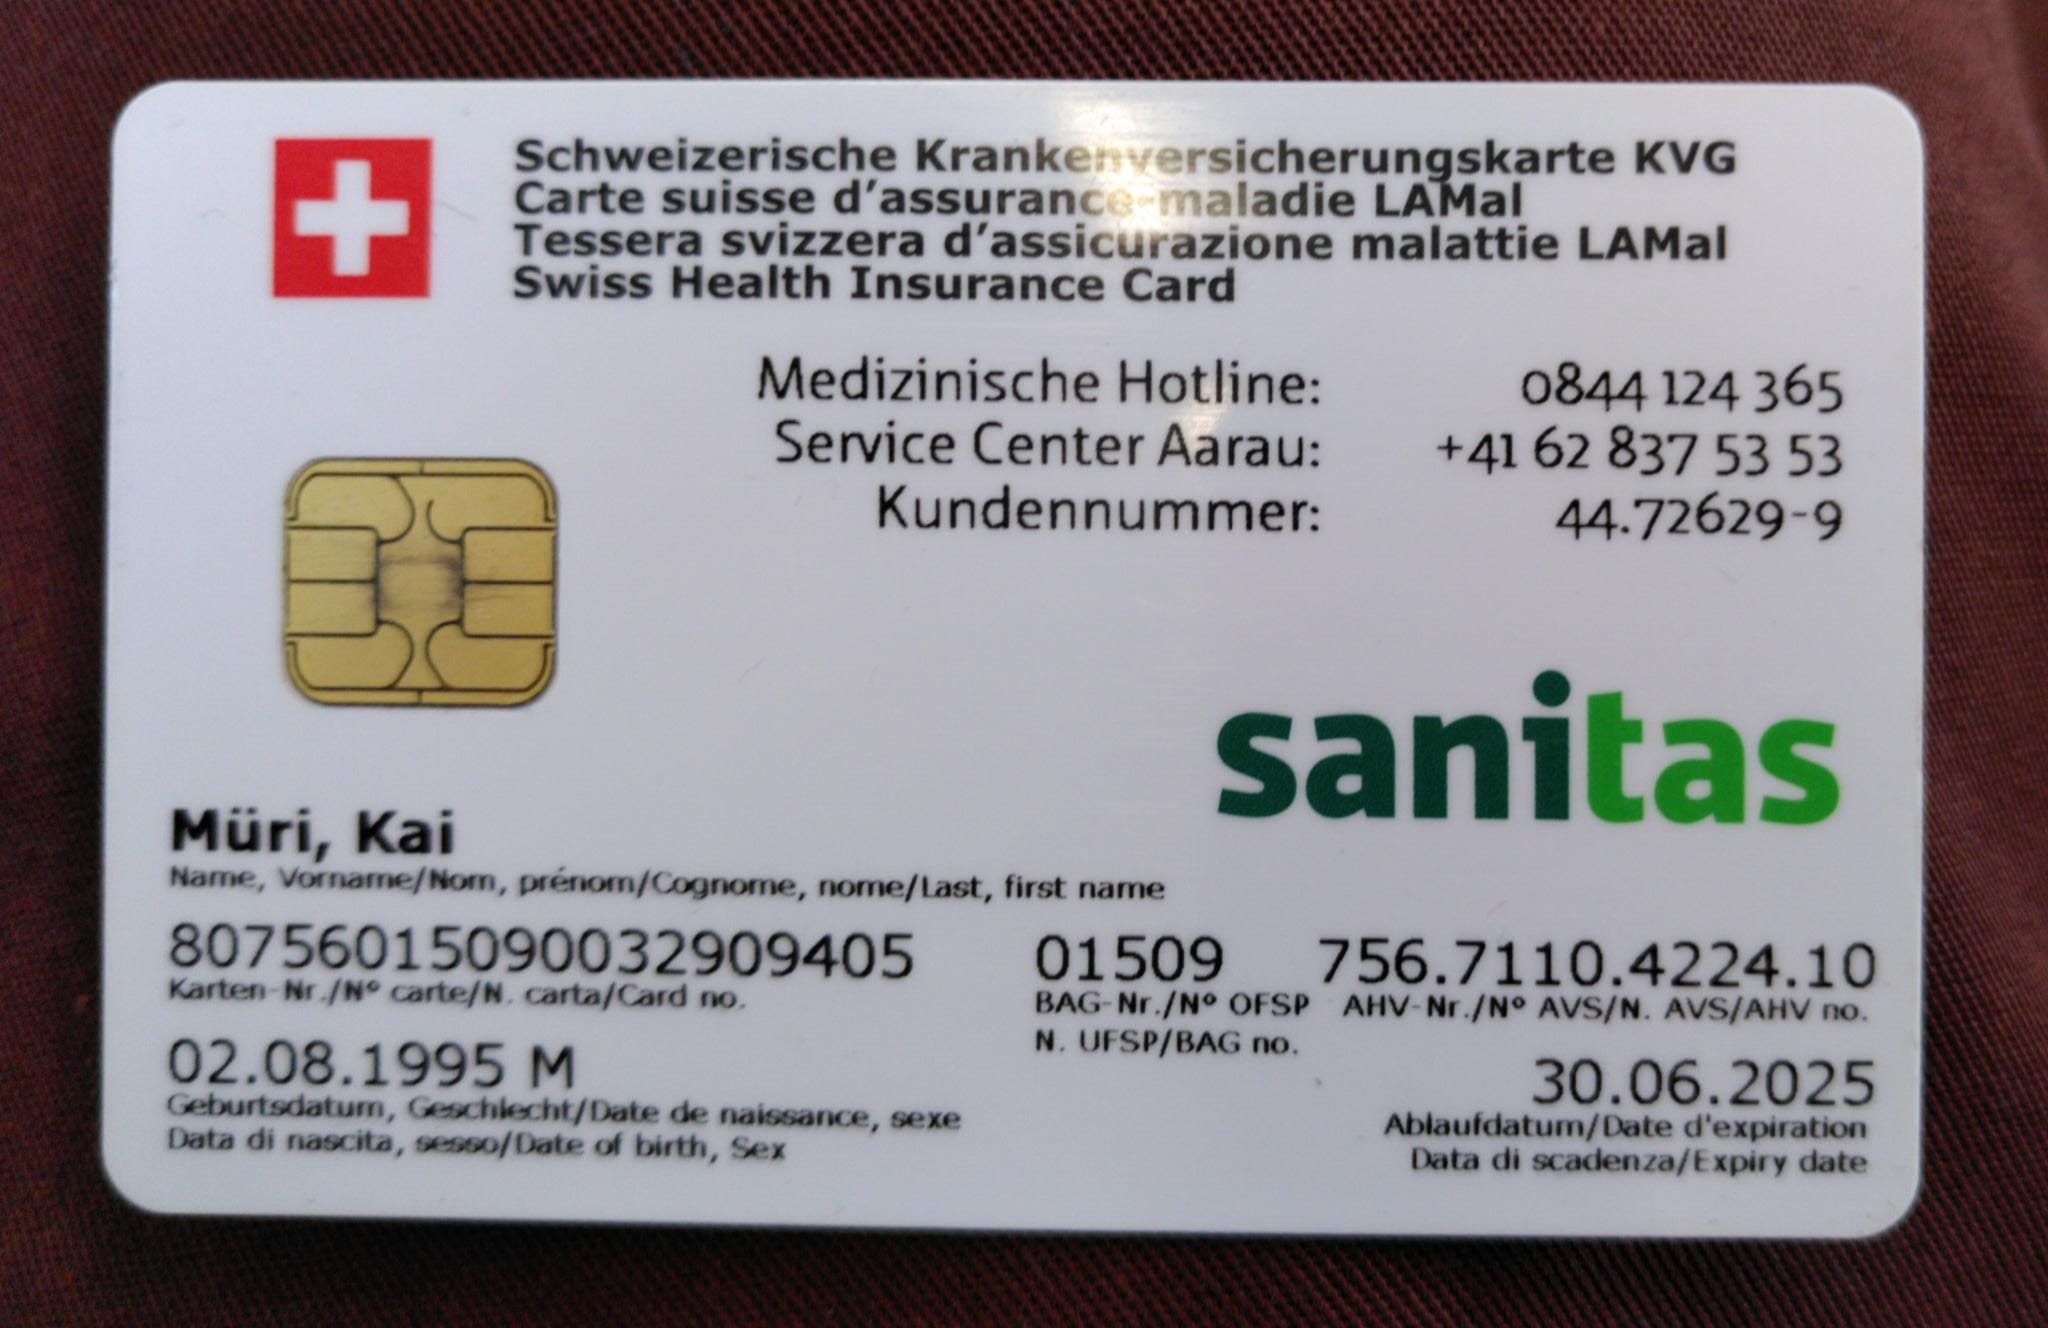 Schweizerische Krankenversicherungskarte KVG
Carte suisse d'assurance-maladie LAMal
Tessera svizzera d'assicurazione malattie LAMal
Swiss Health Insurance Card
Medizinische Hotline: 0844 124 365
Service Center Aarau: +41 62 837 53 53
Kundennummer: 44.72629-9
sanitas
Müri, Kai
Name, Vorname/Nom, prénom/Cognome, nome/Last, first name
80756015090032909405 01509 756.7110.4224.10
Karten-Nr./N° carte/N. carta/Card no. BAG-Nr./N° OFSP AHV-Nr./N° AVS/N. AVS/AHV no.
N. UFSP/BAG no.
02.08.1995 M 30.06.2025
Geburtsdatum, Geschlecht/Date de naissance, sexe Ablaufdatum/Date d'expiration
Data di nascita, sesso/Date of birth, Sex Data di scadenza/Expiry date